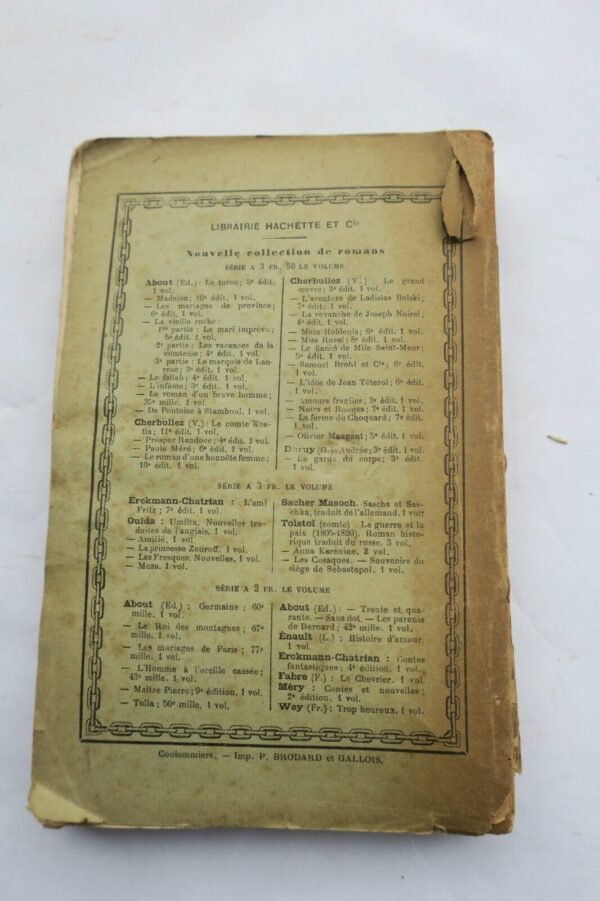 LIBRAIRIE HACHETTE ET Cie
Nouvelle collection de romans
SÉRIE A 3 FR. 50 LE VOLUME
About (Ed.) : Le turco; 5e édit.
1 vol.
— Madelon; 10e édit. 1 vol.
— Les mariages de province;
6e édit. 1 vol.
— La vieille roche :
1re partie : Le mari imprévu;
5e édit. 1 vol.
2e partie : Les vacances de la
comtesse; 4e édit. 1 vol.
3e partie : Le marquis de Lan-
rose; 3e édit. 1 vol.
— Le fellah; 4e édit. 1 vol.
— L'infâme; 3e édit. 1 vol.
— Le roman d'un brave homme;
35e mille. 1 vol.
— De Pontoise à Stamboul. 1 vol.
Cherbuliez (V.) : Le comte Kos-
tia; 11e édit. 1 vol.
— Prosper Randoce; 4e édit. 1 vol.
— Paule Méré; 6e édit. 1 vol.
— Le roman d'une honnête femme;
10e édit. 1 vol.
Cherbuliez (V.) : Le grand
œuvre; 3e édit. 1 vol.
— L'aventure de Ladislas Bolski;
7e édit. 1 vol.
— La revanche de Joseph Noirel;
4e édit. 1 vol.
— Meta Holdenis; 6e édit. 1 vol.
— Miss Rovel; 8e édit. 1 vol.
— Le fiancé de Mlle Saint-Maur;
5e édit. 1 vol.
— Samuel Brohl et Cie; 6e édit.
1 vol.
— L'idée de Jean Téterol; 6e édit.
1 vol.
— Amours fragiles; 3e édit. 1 vol.
— Noirs et Rouges; 7e édit. 1 vol.
— La ferme du Choquard; 7e édit.
1 vol.
— Olivier Maugant; 5e édit. 1 vol.
Duruy (G.): Andrée; 3e édit. 1 vol.
— Le garde du corps; 3e édit.
1 vol.
SÉRIE A 3 FR. LE VOLUME
Erckmann-Chatrian : L'ami
Fritz; 7e édit. 1 vol.
Ouida : Umilta, Nouvelles tra-
duites de l'anglais. 1 vol.
— Amitié. 1 vol.
— La princesse Zouroff. 1 vol.
— Les Fresques, Nouvelles, 1 vol.
— Musa. 1 vol.
Sacher Masoch. Sascha et Sas-
chka, traduit de l'allemand. 1 vol
Tolstoï (comte) La guerre et la
paix (1805-1820). Roman histo-
rique traduit du russe. 3 vol.
— Anna Karénine. 2 vol.
— Les Cosaques. — Souvenirs du
siège de Sébastopol. 1 vol.
SÉRIE A 2 FR. LE VOLUME
About (Ed.) : Germaine; 60e
mille. 1 vol.
— Le Roi des montagnes; 67e
mille. 1 vol.
— Les mariages de Paris; 77e
mille. 1 vol.
— L'Homme à l'oreille cassée;
43e mille. 1 vol.
— Maître Pierre; 9e édition. 1 vol.
— Tolla; 50e mille. 1 vol.
About (Ed.) : — Trente et qua-
rante. — Sans dot. — Les parents
de Bernard; 42e mille. 1 vol.
Énault (L.) : Histoire d'amour.
1 vol.
Erckmann-Chatrian : Contes
fantastiques; 4e édition. 1 vol.
Fabre (F.) : Le Chevrier. 1 vol.
Méry : Contes et nouvelles;
2e édition. 1 vol.
Wey (Fr.) : Trop heureux. 1 vol.
Coulommiers. — Imp. P. BRODARD et GALLOIS.